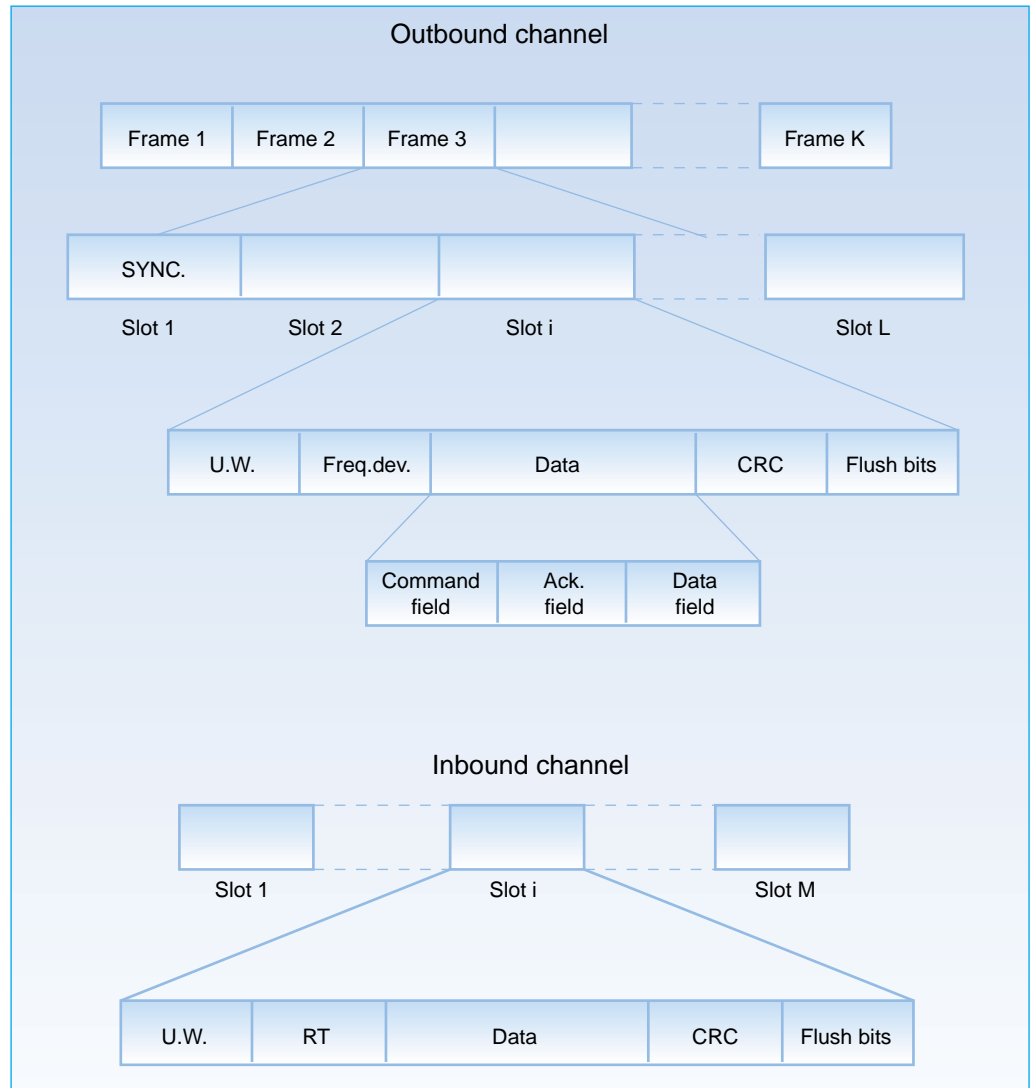 Outbound channel
Frame 1 Frame 2 Frame 3 Frame K
SYNC.
Slot 1 Slot 2 Slot i Slot L
U.W. Freq.dev. Data CRC Flush bits
Command field Ack. field Data field
Inbound channel
Slot 1 Slot i Slot M
U.W. RT Data CRC Flush bits